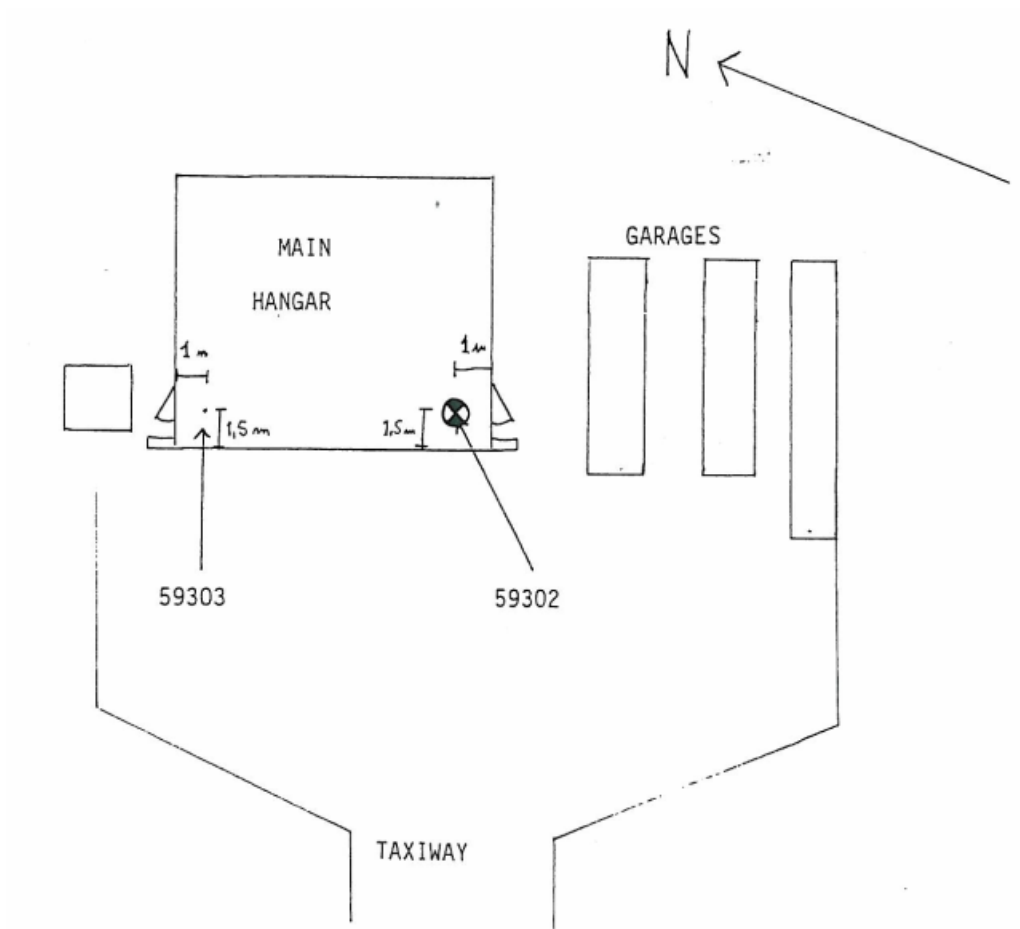 N
GARAGES
MAIN
HANGAR
1 m
1 m
1,5 m
1,5 m
59303
59302
TAXIWAY